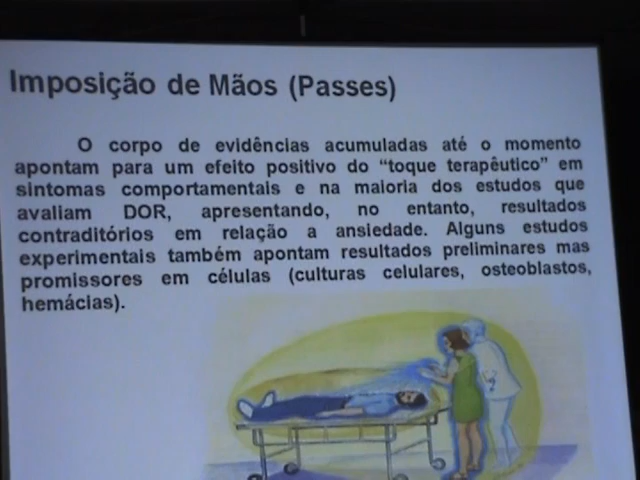 Imposição de Mãos (Passes)
O corpo de evidências acumuladas até o momento
apontam para um efeito positivo do “toque terapêutico” em
sintomas comportamentais e na maioria dos estudos que
avaliam DOR, apresentando, no entanto, resultados
contraditórios em relação a ansiedade. Alguns estudos
experimentais também apontam resultados preliminares mas
promissores em células (culturas celulares, osteoblastos,
hemácias).